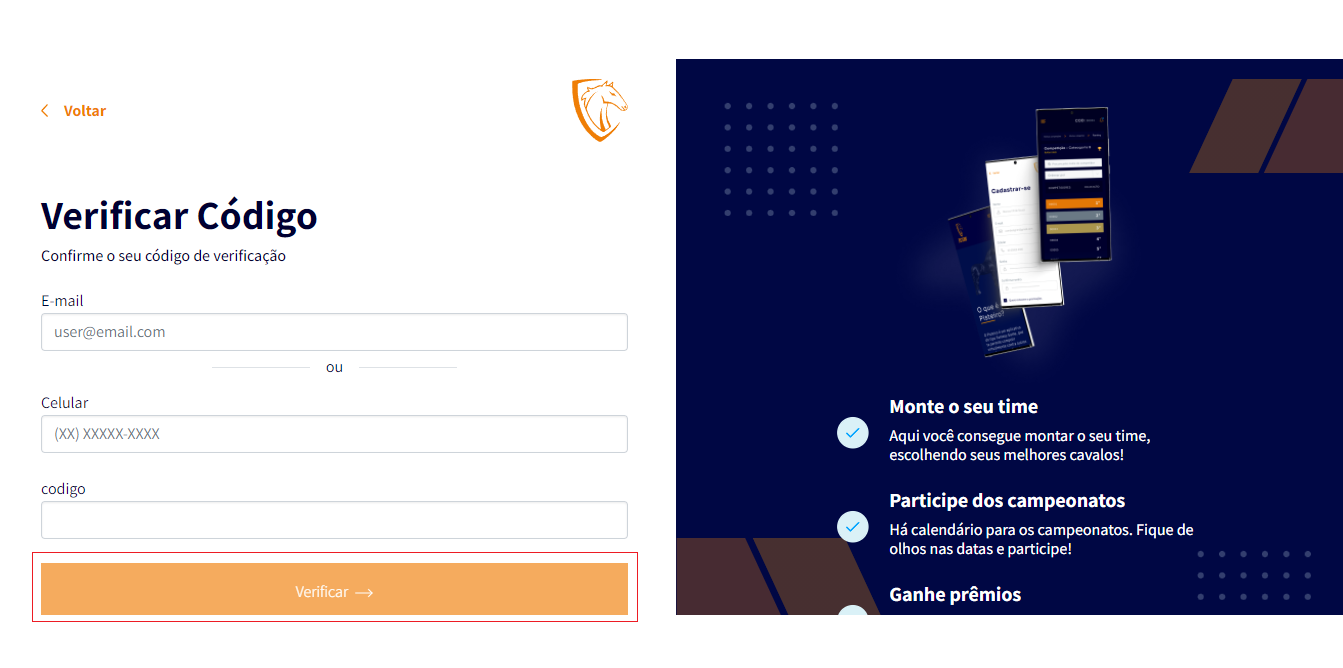 Voltar
Verificar Código
Confirme o seu código de verificação
E-mail
user@email.com
ou
Celular
(XX) XXXXX-XXXX
codigo
Verificar →
Cadastrar-se
O que é
Pisteiro?
Monte o seu time
Aqui você consegue montar o seu time,
escolhendo seus melhores cavalos!
Participe dos campeonatos
Há calendário para os campeonatos. Fique de
olhos nas datas e participe!
Ganhe prêmios